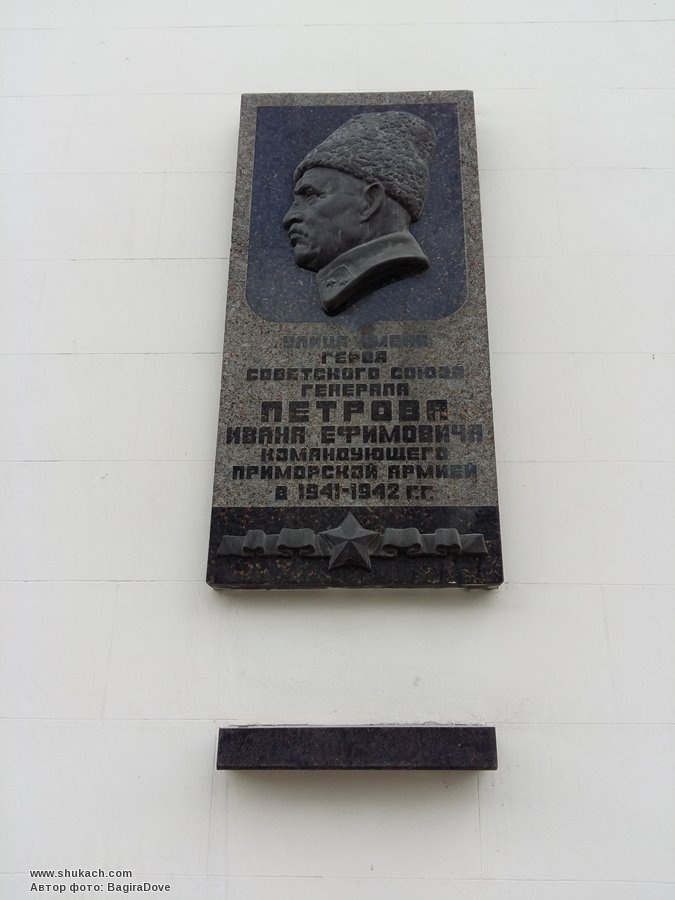 УЛИЦА ИМЕНИ
ГЕРОЯ
СОВЕТСКОГО СОЮЗА
ГЕНЕРАЛА
ПЕТРОВА
ИВАНА ЕФИМОВИЧА
КОМАНДУЮЩЕГО
ПРИМОРСКОЙ АРМИЕЙ
В 1941-1942 Г.Г.
www.shukach.com
Автор фото: BagiraDove